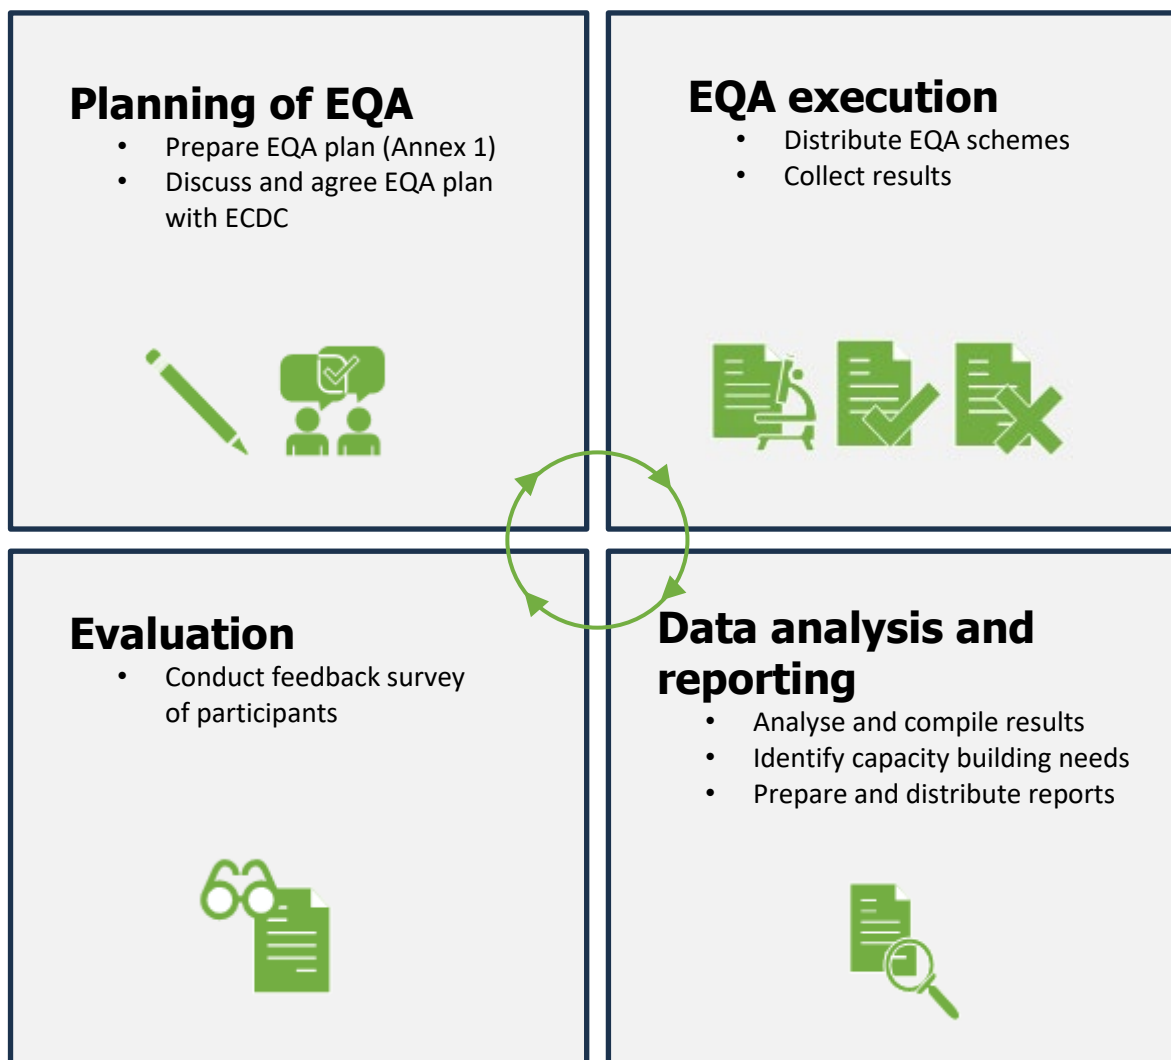 Planning of EQA
• Prepare EQA plan (Annex 1)
• Discuss and agree EQA plan
with ECDC
EQA execution
• Distribute EQA schemes
• Collect results
Evaluation
• Conduct feedback survey
of participants
Data analysis and
reporting
• Analyse and compile results
• Identify capacity building needs
• Prepare and distribute reports